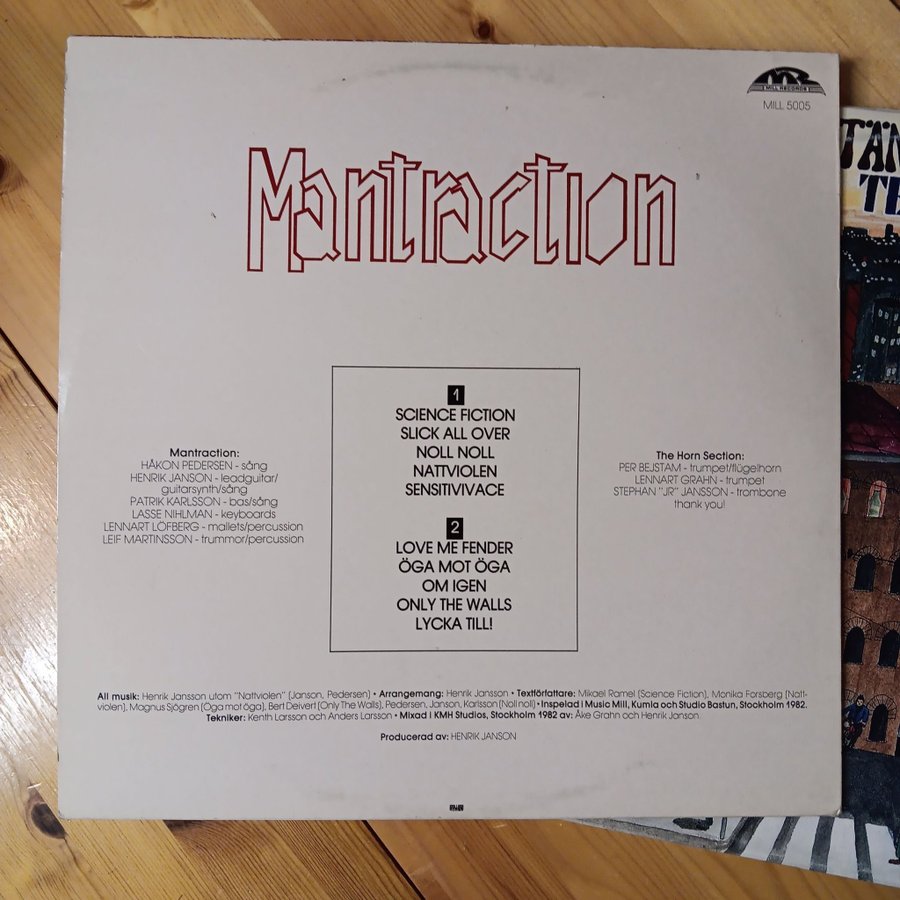 MR
MILL RECORDS
MILL 5005
TÄN
TE
Mantraction
1
SCIENCE FICTION
SLICK ALL OVER
NOLL NOLL
NATTVIOLEN
SENSITIVIVACE
2
LOVE ME FENDER
ÖGA MOT ÖGA
OM IGEN
ONLY THE WALLS
LYCKA TILL!
Mantraction:
HÅKON PEDERSEN - sång
HENRIK JANSON - leadguitar/
guitarsynth/sång
PATRIK KARLSSON - bas/sång
LASSE NIHLMAN - keyboards
LENNART LÖFBERG - mallets/percussion
LEIF MARTINSSON - trummor/percussion
The Horn Section:
PER BEJSTAM - trumpet/flügelhorn
LENNART GRAHN - trumpet
STEPHAN "JR" JANSSON - trombone
thank you!
All musik: Henrik Jansson utom "Nattviolen" (Janson, Pedersen) • Arrangemang: Henrik Jansson • Textförfattare: Mikael Ramel (Science Fiction), Monika Forsberg (Natt-
violen), Magnus Sjögren (Öga mot öga), Bert Deivert (Only The Walls), Pedersen, Janson, Karlsson (Noll noll) • Inspelad i Music Mill, Kumla och Studio Bastun, Stockholm 1982.
Tekniker: Kenth Larsson och Anders Larsson • Mixad i KMH Studios, Stockholm 1982 av: Åke Grahn och Henrik Janson.
Producerad av: HENRIK JANSON